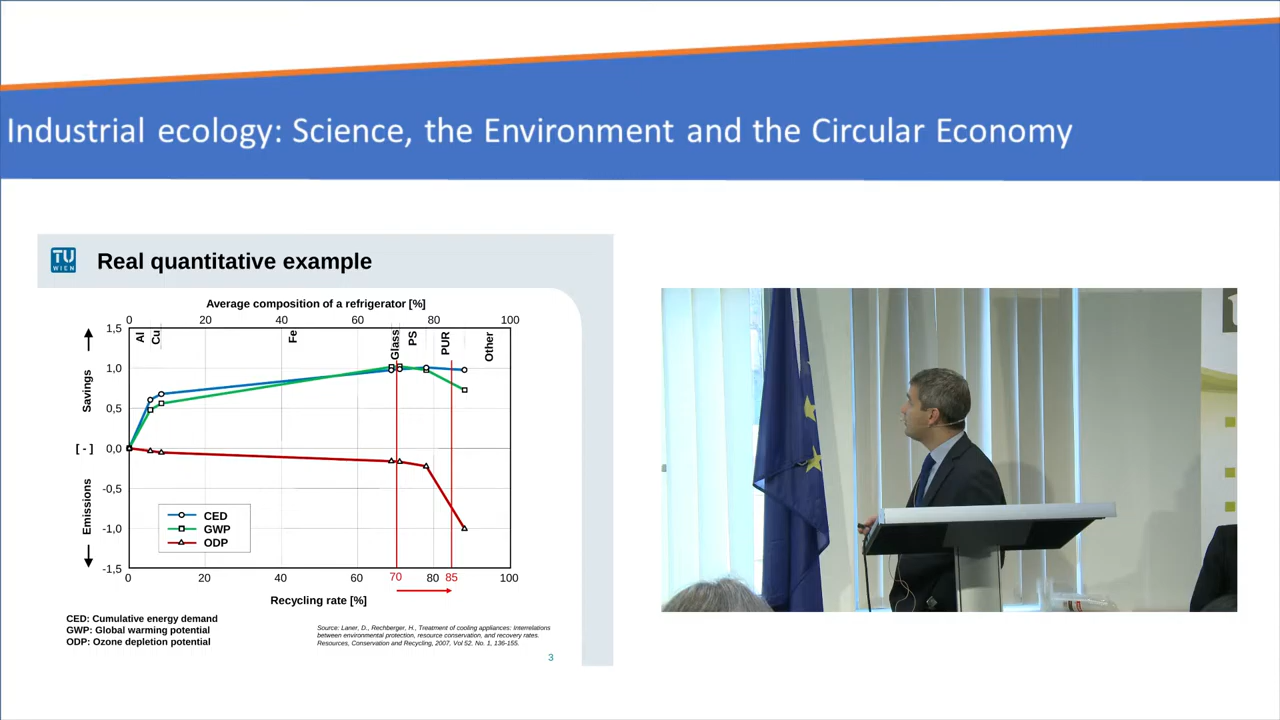 Industrial ecology: Science, the Environment and the Circular Economy
TU
WIEN
Real quantitative example
Average composition of a refrigerator [%]
0 20 40 60 80 100
Al Cu Fe Glass PS PUR Other
1,5
1,0
0,5
0,0
-0,5
-1,0
-1,5
Savings
[ - ]
Emissions
CED
GWP
ODP
0 20 40 60 70 80 85 100
Recycling rate [%]
CED: Cumulative energy demand
GWP: Global warming potential
ODP: Ozone depletion potential
Source: Laner, D., Rechberger, H., Treatment of cooling appliances: Interrelations
between environmental protection, resource conservation, and recovery rates.
Resources, Conservation and Recycling, 2007, Vol 52. No. 1, 136-155.
3